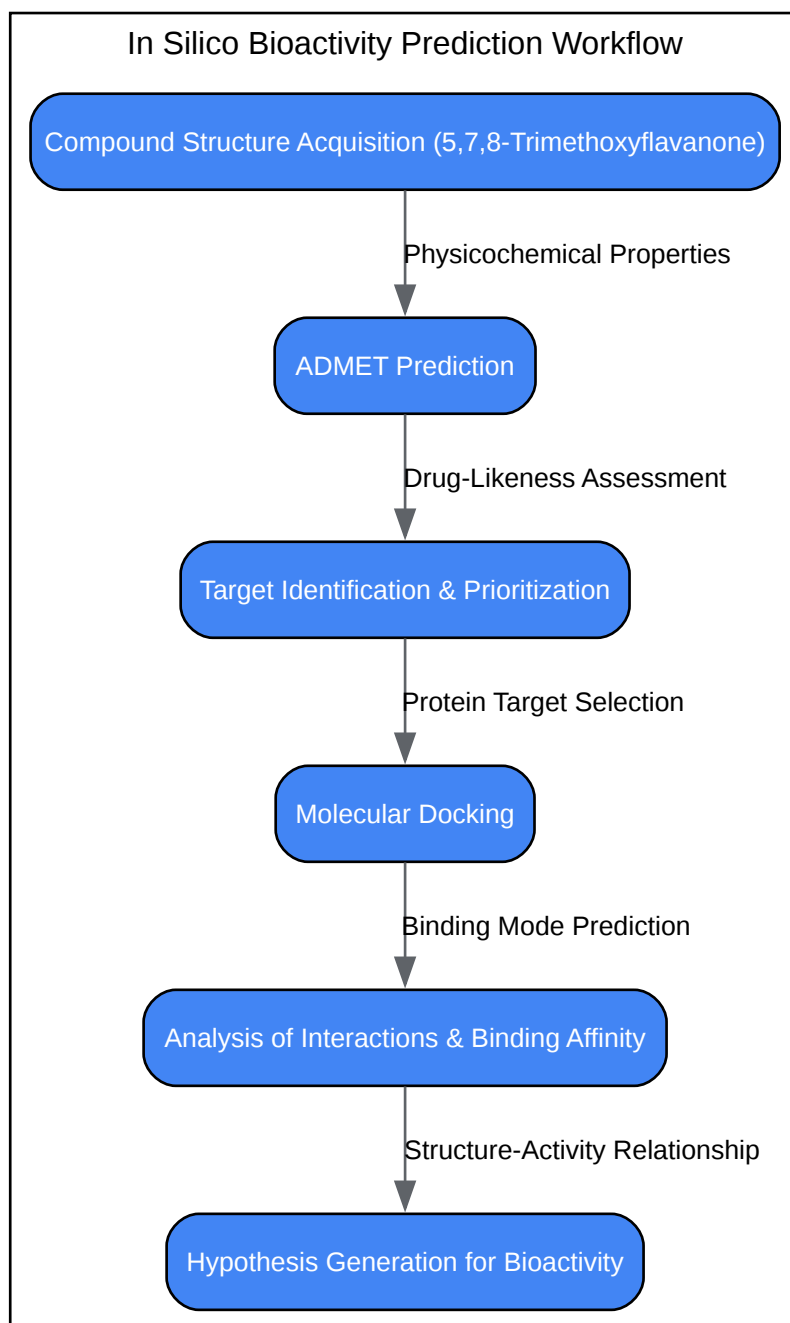 In Silico Bioactivity Prediction Workflow
Compound Structure Acquisition (5,7,8-Trimethoxyflavanone)
Physicochemical Properties
ADMET Prediction
Drug-Likeness Assessment
Target Identification & Prioritization
Protein Target Selection
Molecular Docking
Binding Mode Prediction
Analysis of Interactions & Binding Affinity
Structure-Activity Relationship
Hypothesis Generation for Bioactivity